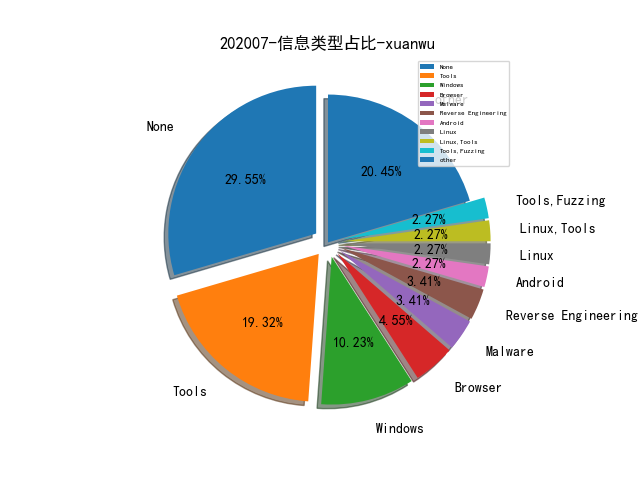 202007-信息类型占比-xuanwu
None
Tools
Windows
Browser
Malware
Reverse Engineering
Android
Linux
Linux,Tools
Tools,Fuzzing
other
other
None
29.55%
20.45%
Tools,Fuzzing
2.27%
Linux,Tools
2.27%
Linux
2.27%
Android
2.27%
Reverse Engineering
3.41%
Malware
3.41%
Browser
4.55%
Windows
10.23%
Tools
19.32%